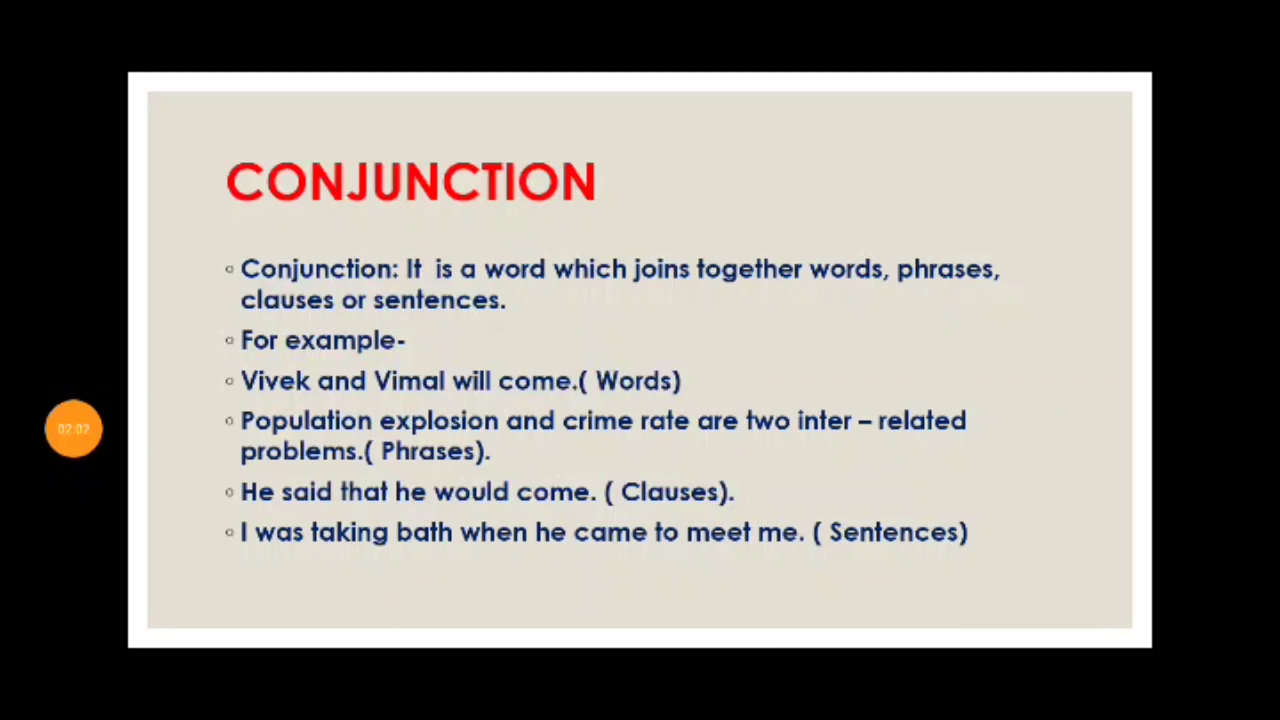 CONJUNCTION
◦ Conjunction: It is a word which joins together words, phrases,
clauses or sentences.
◦ For example-
◦ Vivek and Vimal will come.( Words)
◦ Population explosion and crime rate are two inter – related
problems.( Phrases).
◦ He said that he would come. ( Clauses).
◦ I was taking bath when he came to meet me. ( Sentences)
02:02